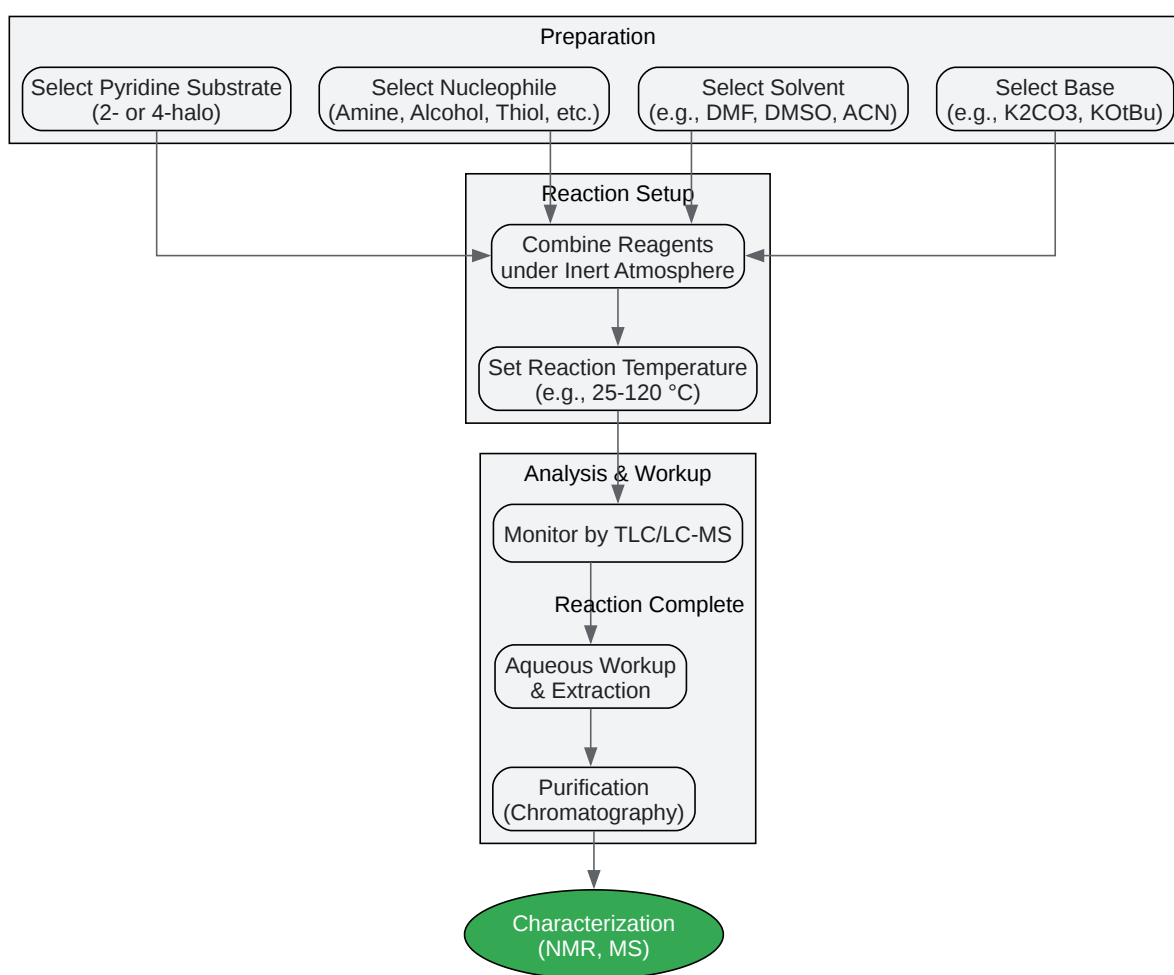 Preparation
Select Pyridine Substrate
(2- or 4-halo)
Select Nucleophile
(Amine, Alcohol, Thiol, etc.)
Select Solvent
(e.g., DMF, DMSO, ACN)
Select Base
(e.g., K2CO3, KOtBu)
Reaction Setup
Combine Reagents
under Inert Atmosphere
Set Reaction Temperature
(e.g., 25-120 °C)
Analysis & Workup
Monitor by TLC/LC-MS
Reaction Complete
Aqueous Workup
& Extraction
Purification
(Chromatography)
Characterization
(NMR, MS)